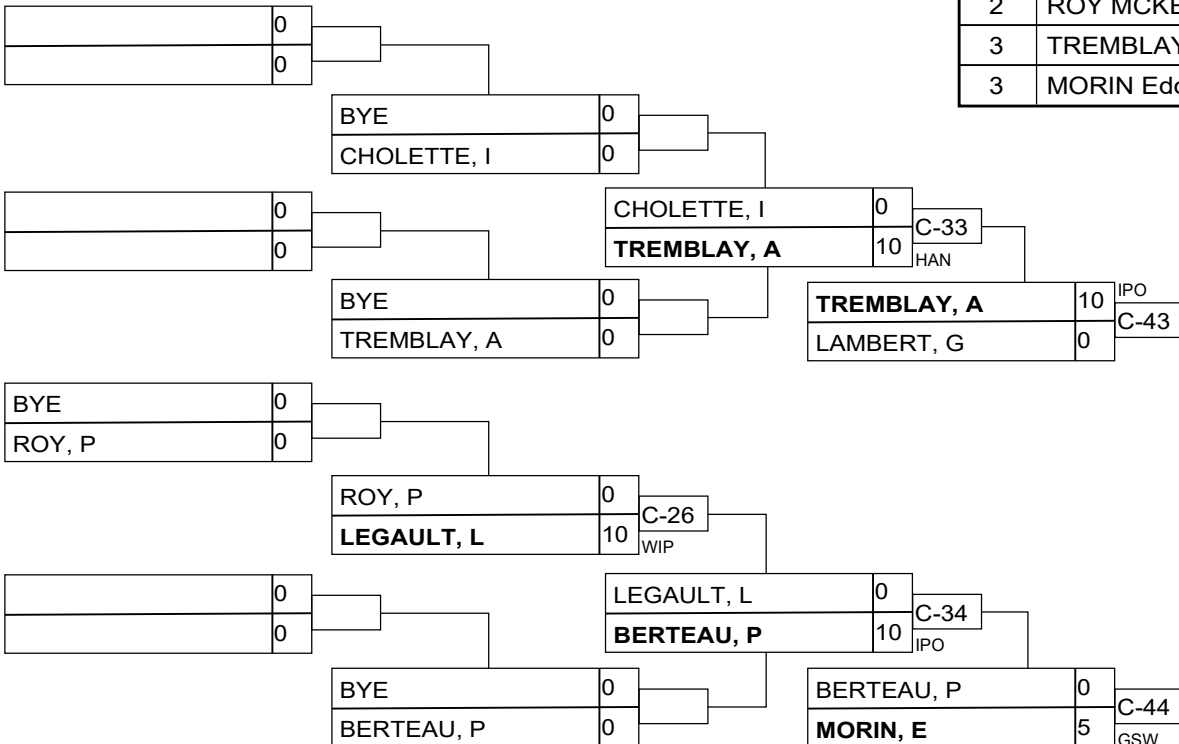 0
0
2 ROY
3
3 MORIN
BYE 0
CHOLETTE, I 0
0
0
CHOLETTE, I 0
TREMBLAY, A 10
C-33
HAN
BYE 0
TREMBLAY, A 0
TREMBLAY, A 10
LAMBERT, G 0
IPO
C-43
BYE 0
ROY, P 0
ROY, P 0
LEGAULT, L 10
C-26
WIP
0
0
LEGAULT, L 0
BERTEAU, P 10
C-34
IPO
BYE 0
BERTEAU, P 0
BERTEAU, P 0
MORIN, E 5
C-44
GSW